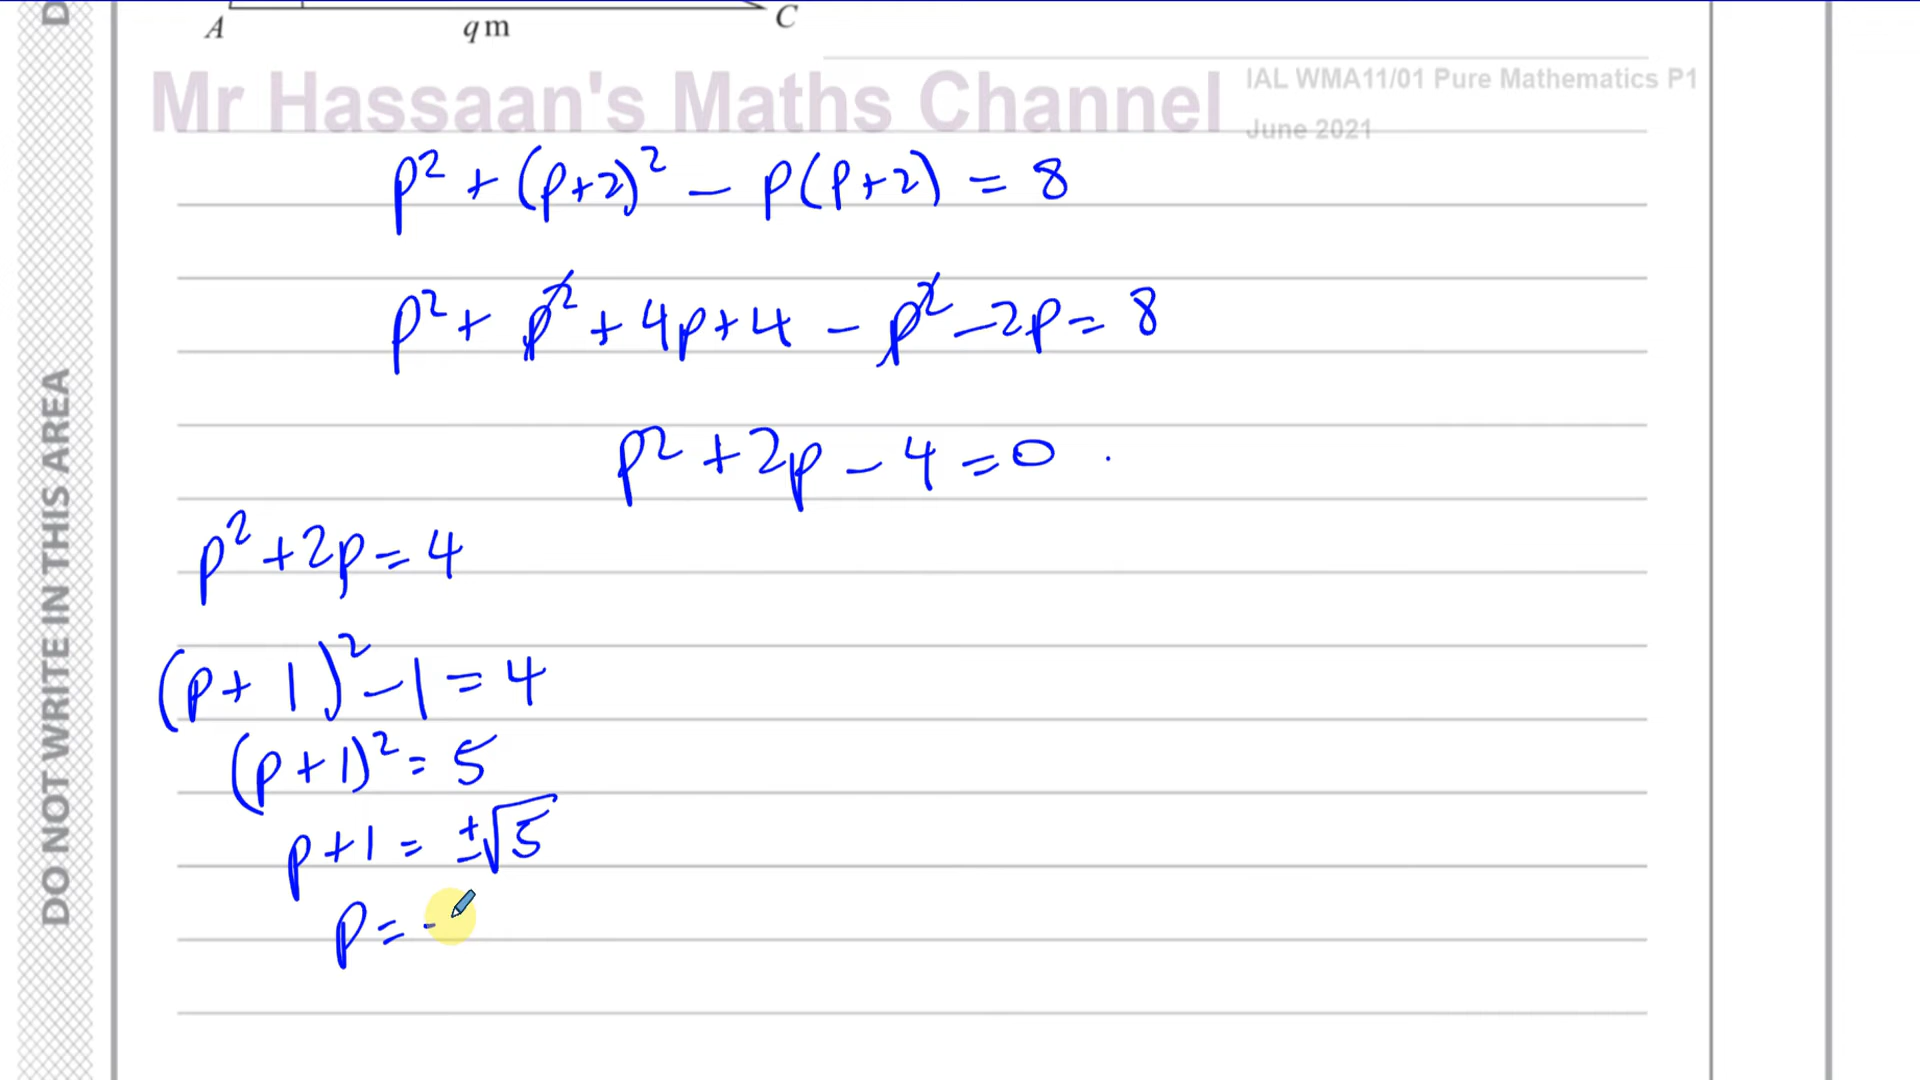 A
q m
C
Mr Hassaan's Maths Channel
IAL WMA11/01 Pure Mathematics P1
June 2021
p² + (p+2)² - p(p+2) = 8
p² + p² + 4p + 4 - p² - 2p = 8
p² + 2p - 4 = 0 .
p² + 2p = 4
(p + 1)² - 1 = 4
(p + 1)² = 5
p + 1 = ±√5
p = -
DO NOT WRITE IN THIS AREA
D